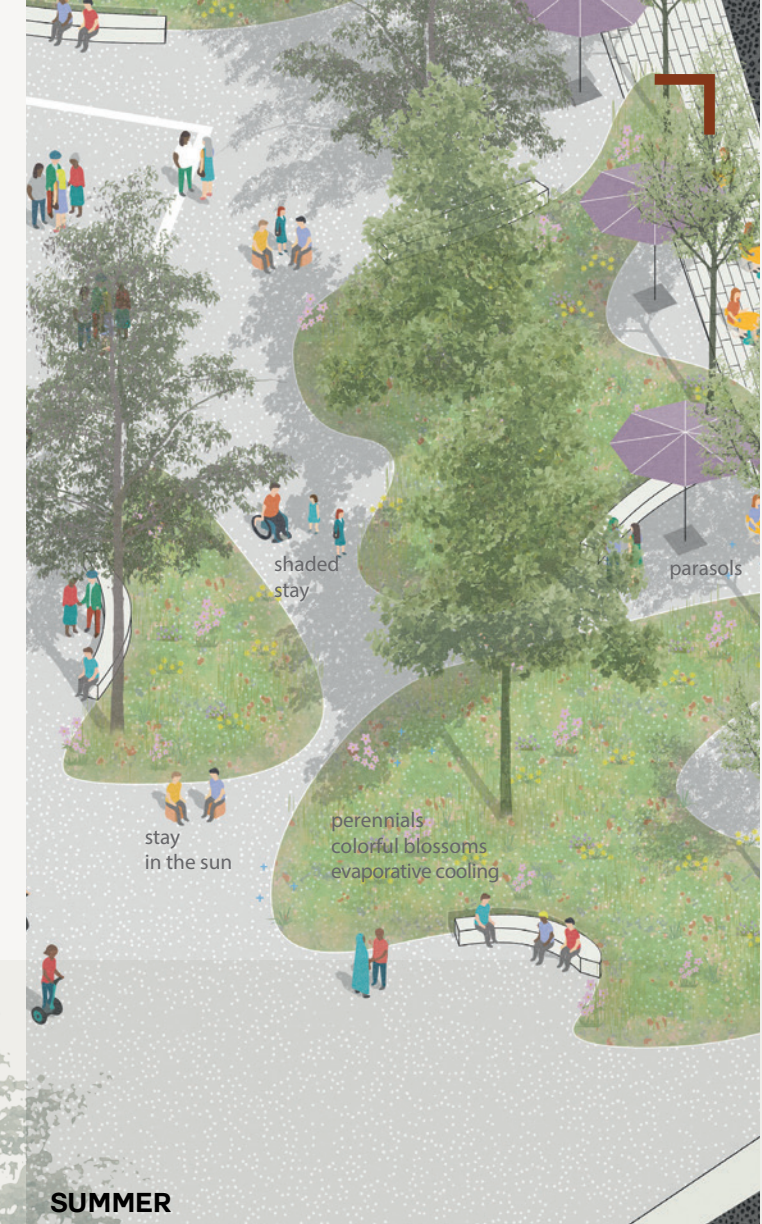 shaded
stay
parasols
perennials
colorful blossoms
evaporative cooling
stay
in the sun
SUMMER